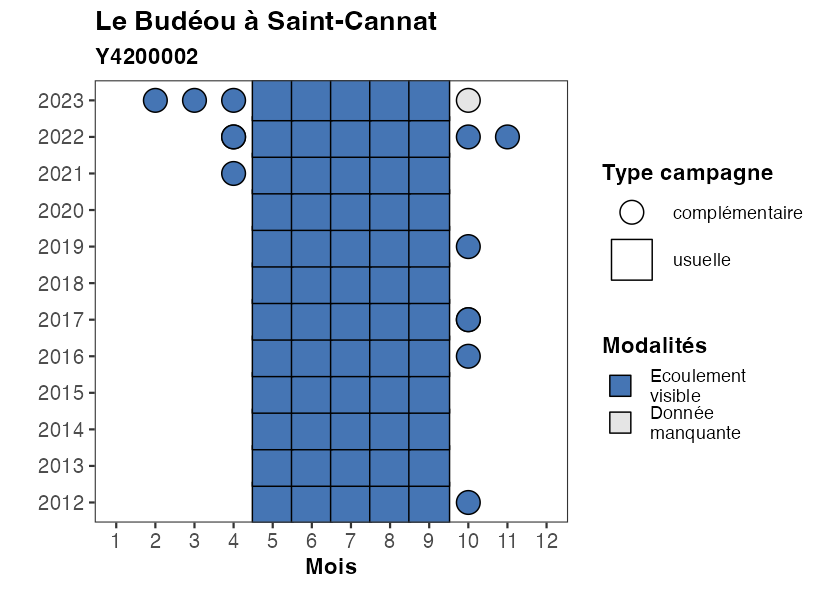 Le Budéou à Saint-Cannat
Y4200002
2023
2022
2021
2020
2019
2018
2017
2016
2015
2014
2013
2012
1 2 3 4 5 6 7 8 9 10 11 12
Mois
Type campagne
complémentaire
usuelle
Modalités
Ecoulement
visible
Donnée
manquante